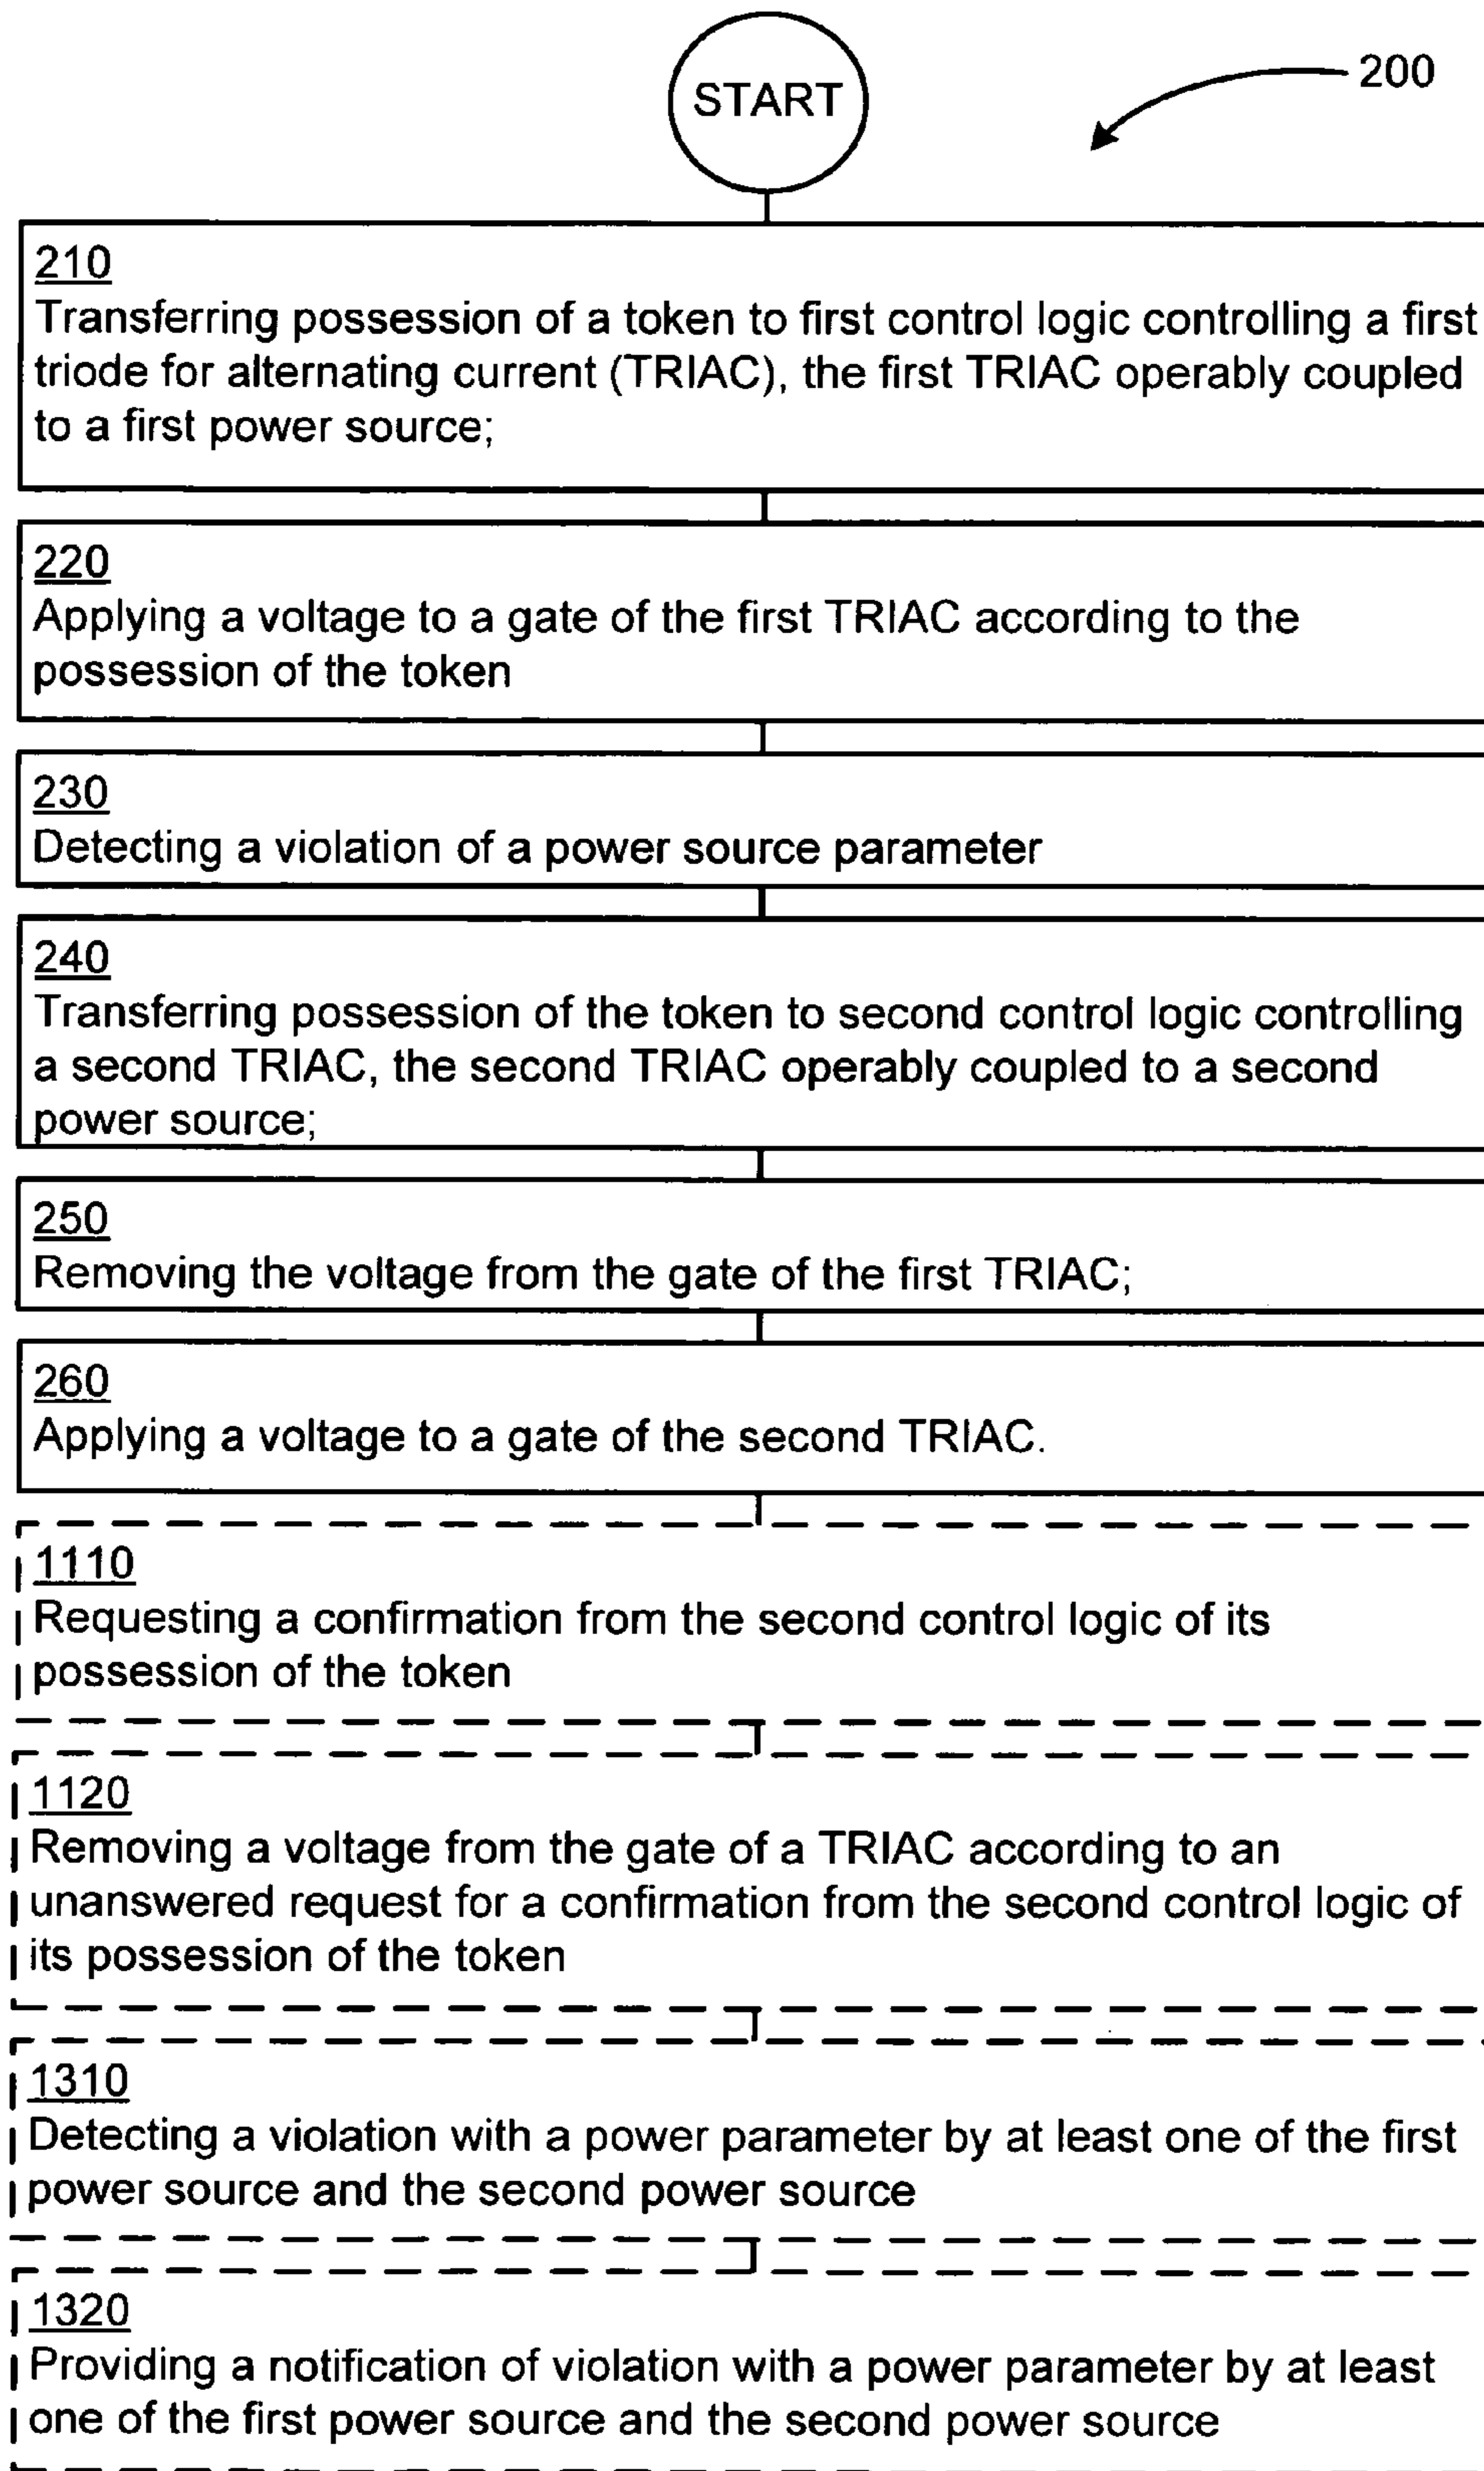 START
200
210
Transferring possession of a token to first control logic controlling a first
triode for alternating current (TRIAC), the first TRIAC operably coupled
to a first power source;
220
Applying a voltage to a gate of the first TRIAC according to the
possession of the token
230
Detecting a violation of a power source parameter
240
Transferring possession of the token to second control logic controlling
a second TRIAC, the second TRIAC operably coupled to a second
power source;
250
Removing the voltage from the gate of the first TRIAC;
260
Applying a voltage to a gate of the second TRIAC.
1110
Requesting a confirmation from the second control logic of its
possession of the token
1120
Removing a voltage from the gate of a TRIAC according to an
unanswered request for a confirmation from the second control logic of
its possession of the token
1310
Detecting a violation with a power parameter by at least one of the first
power source and the second power source
1320
Providing a notification of violation with a power parameter by at least
one of the first power source and the second power source